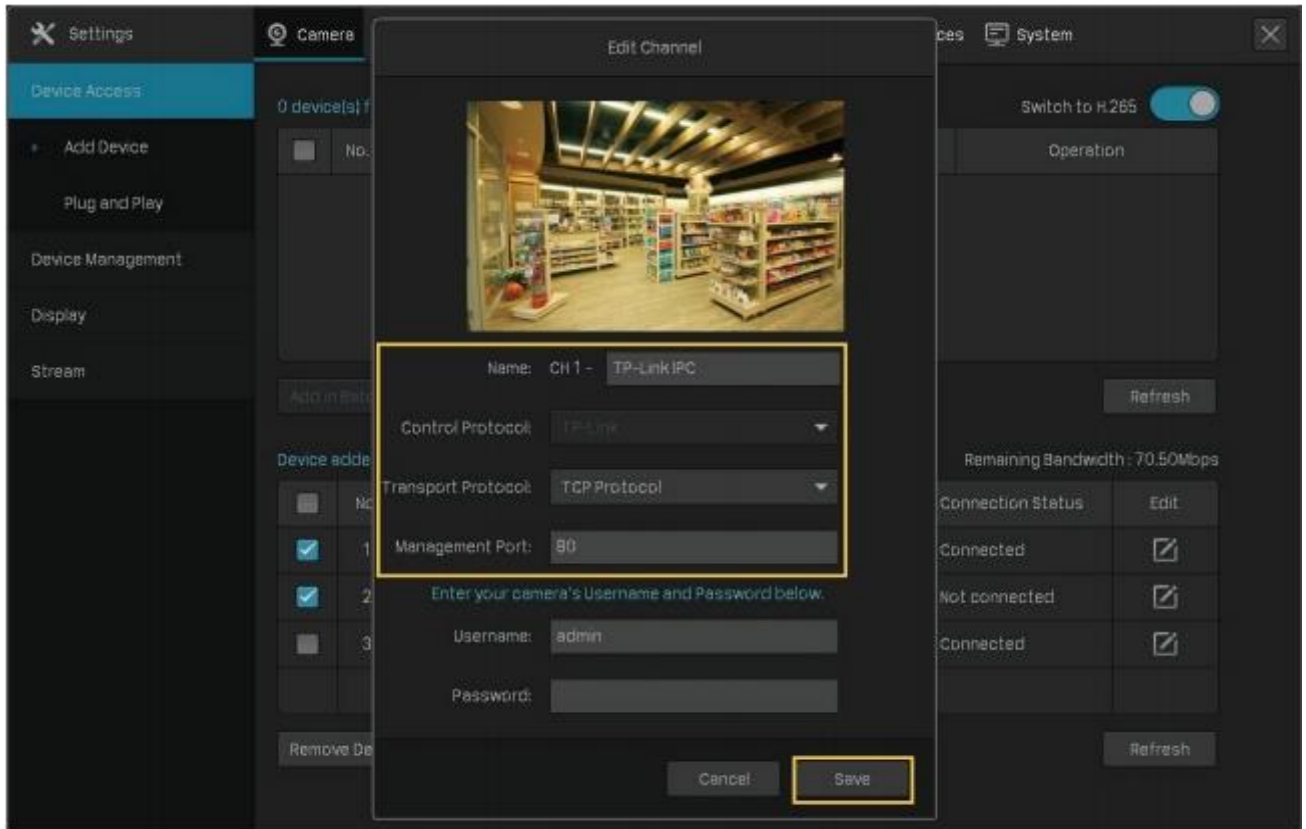 Settings
Camera
Edit Channel
ces
System
Device Access
0 device(s) f
Switch to H.265
Add Device
No.
Operation
Plug and Play
Device Management
Display
Stream
Name: CH 1 - TP-Link IPC
Refresh
Control Protocol: TP-Link
Device adde
Remaining Bandwidth : 70.50Mbps
Transport Protocol: TCP Protocol
No
Connection Status
Edit
Management Port: 80
1
Connected
Enter your camera's Username and Password below.
2
Not connected
Username: admin
3
Connected
Password:
Remove De
Refresh
Cancel
Save